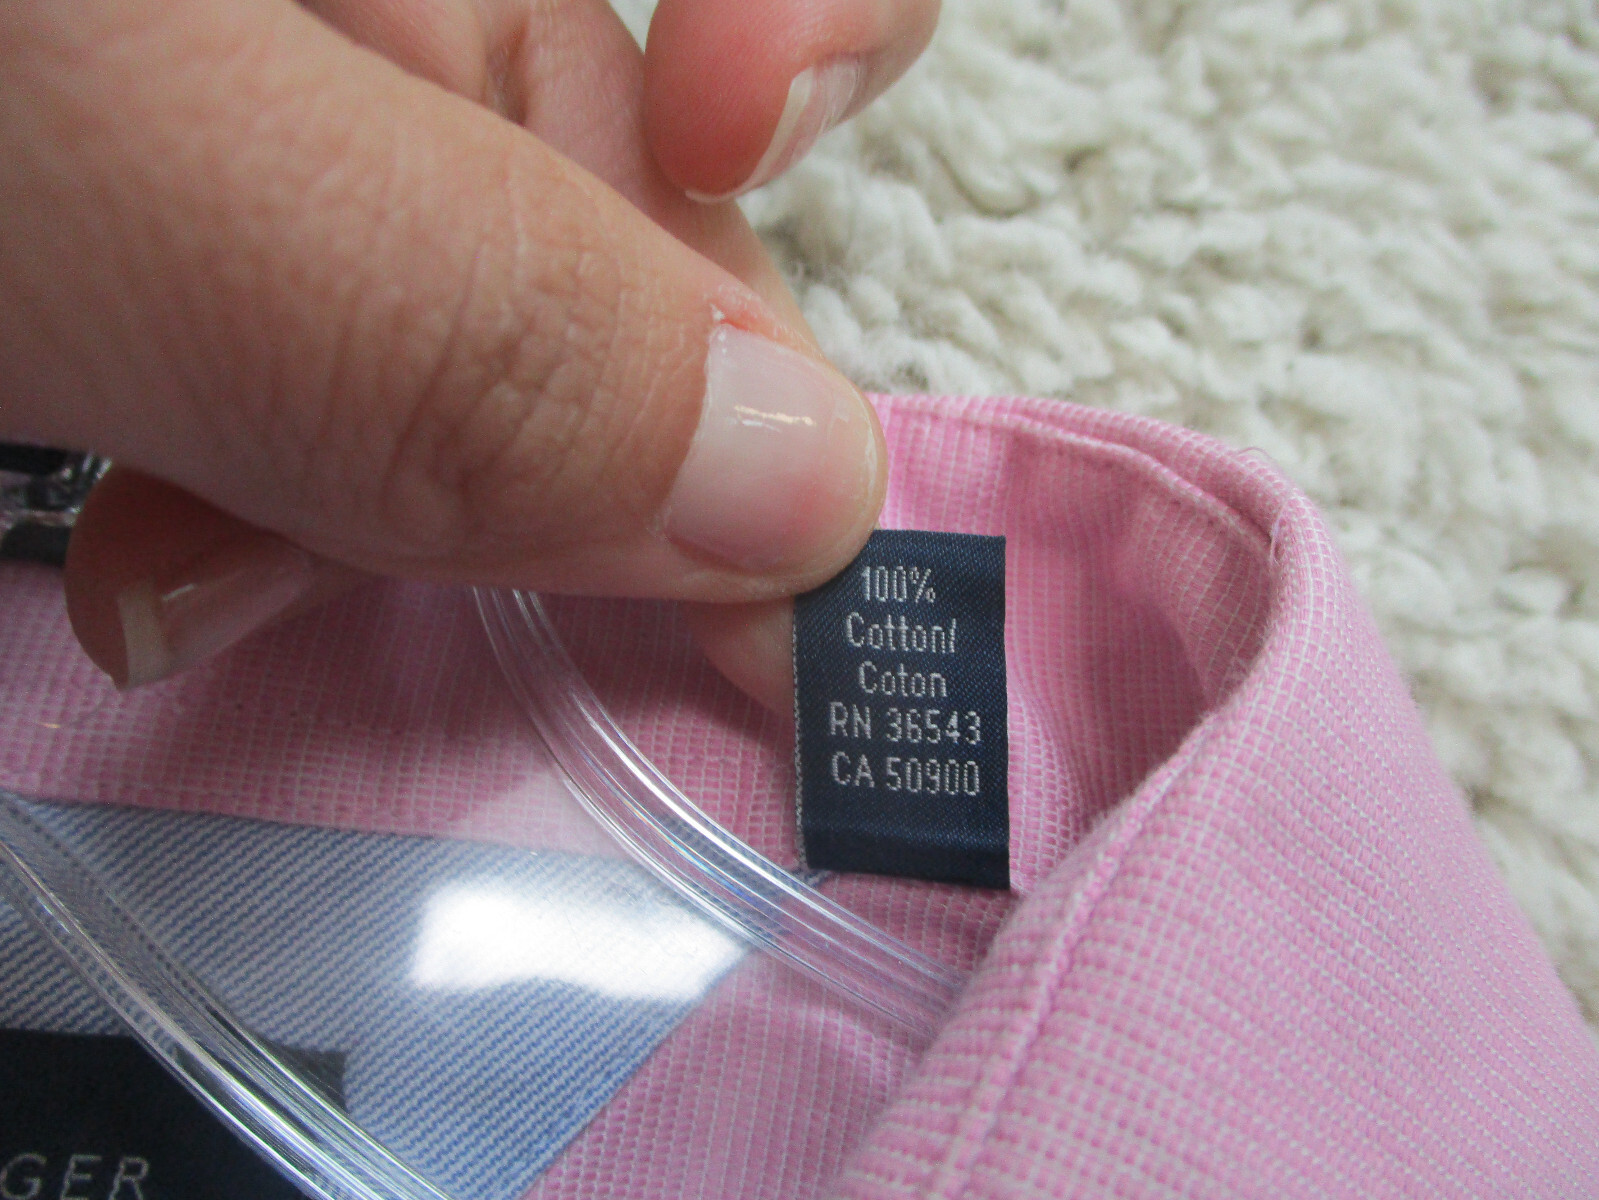 100%
Cotton/
Coton
RN 36543
CA 50900
GER